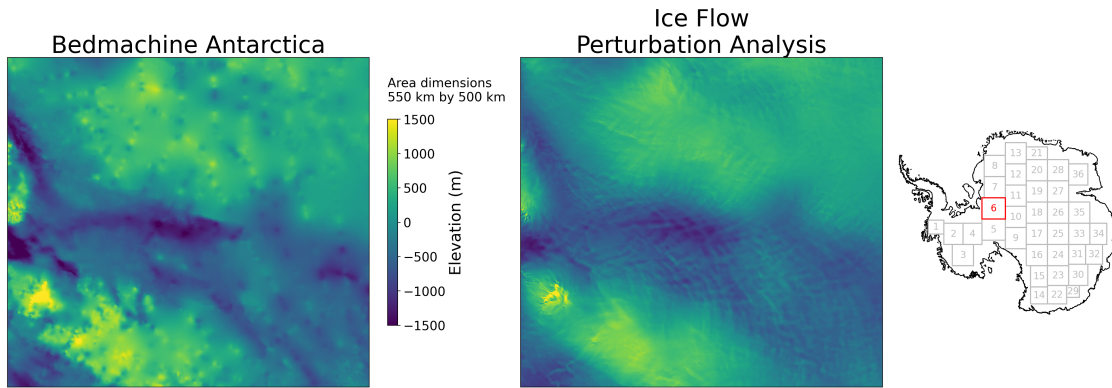 Bedmachine Antarctica
Area dimensions
550 km by 500 km
1500
1000
500
0
−500
−1000
−1500
Elevation (m)
Ice Flow
Perturbation Analysis
13 21
8 12 20 28 36
7 11 19 27
6 10 18 26 35
1 2 4 5 9 17 25 33 34
3 16 24 31 32
15 23 30
14 22 29